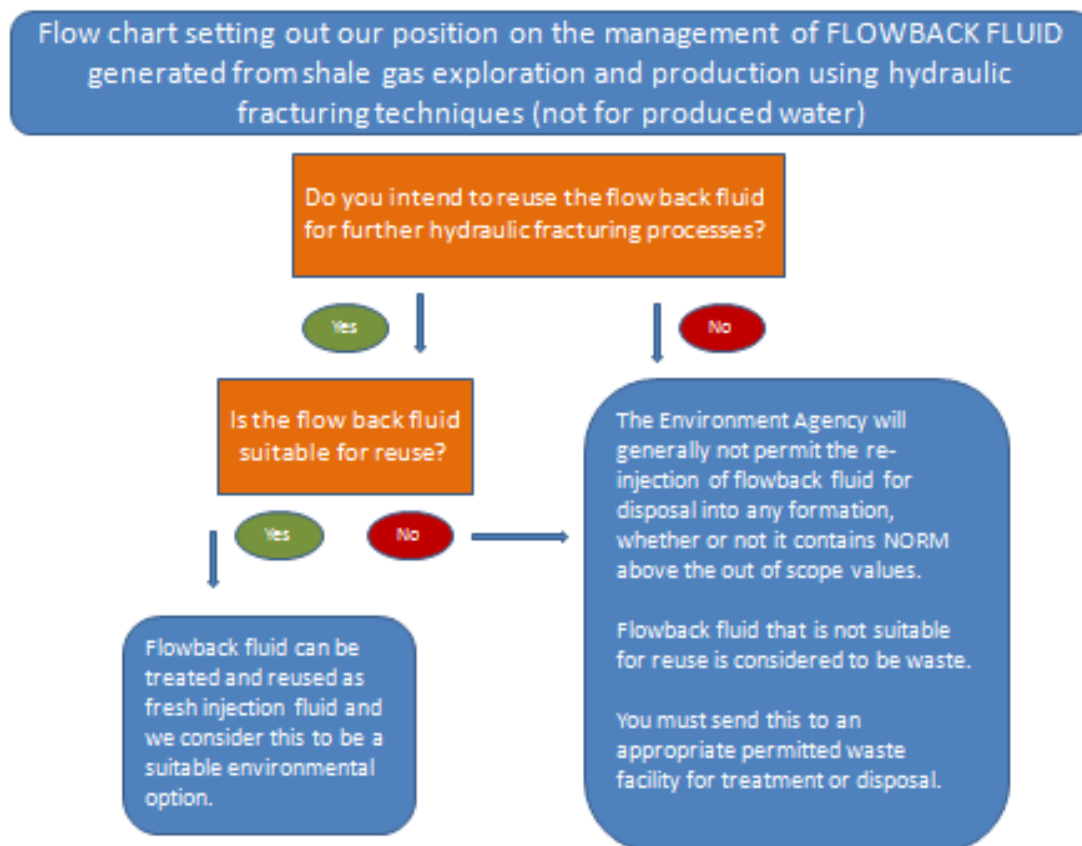 Flow chart setting out our position on the management of FLOWBACK FLUID
generated from shale gas exploration and production using hydraulic
fracturing techniques (not for produced water)
Do you intend to reuse the flow back fluid
for further hydraulic fracturing processes?
Yes
No
Is the flow back fluid
suitable for reuse?
Yes
No
The Environment Agency will
generally not permit the re-
injection of flowback fluid for
disposal into any formation,
whether or not it contains NORM
above the out of scope values.
Flowback fluid that is not suitable
for reuse is considered to be waste.
You must send this to an
appropriate permitted waste
facility for treatment or disposal.
Flowback fluid can be
treated and reused as
fresh injection fluid and
we consider this to be a
suitable environmental
option.